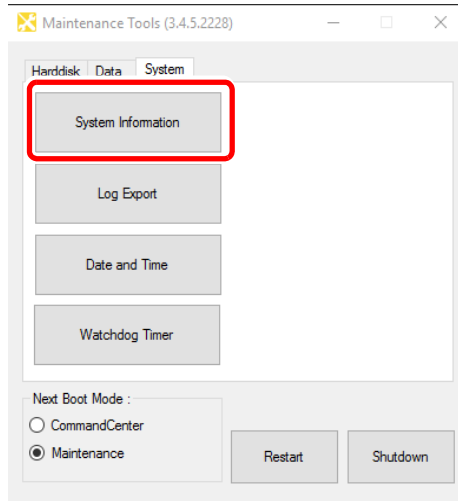 Maintenance Tools (3.4.5.2228)
Harddisk Data System
System Information
Log Export
Date and Time
Watchdog Timer
Next Boot Mode :
CommandCenter
Maintenance
Restart Shutdown